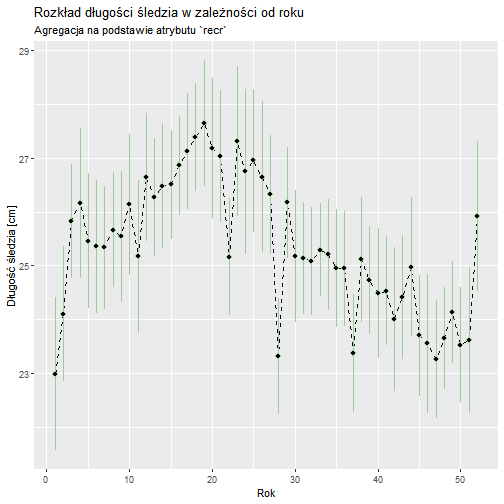 Rozkład długości śledzia w zależności od roku
Agregacja na podstawie atrybutu `recr`
Długość śledzia [cm]
29
27
25
23
0 10 20 30 40 50
Rok